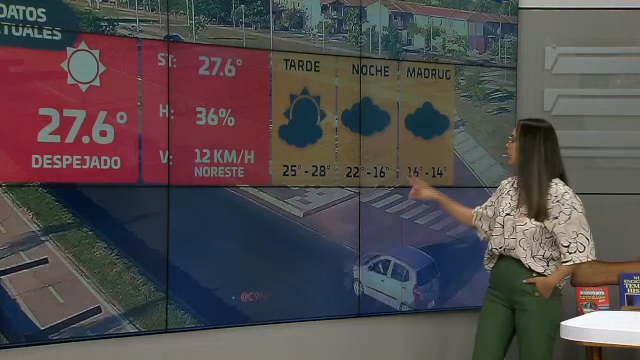 DATOS
ACTUALES
27.6°
DESPEJADO
ST: 27.6°
H: 36%
V: 12 KM/H
NORESTE
TARDE
25° - 28°
NOCHE
22° - 16°
MADRUG
16° - 14°